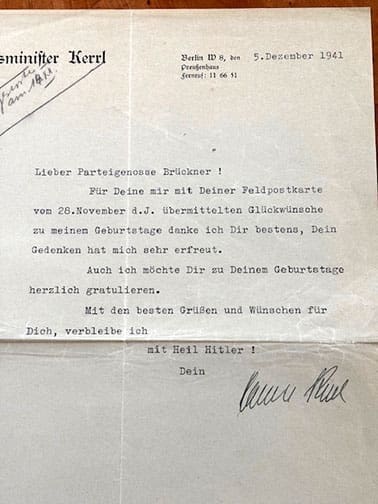 sminister Kerrl
Berlin W 8, den 5.Dezember 1941
Preußenhaus
Fernruf: 11 66 51
am
Lieber Parteigenosse Brückner !
Für Deine mir mit Deiner Feldpostkarte
vom 28.November d.J. übermittelten Glückwünsche
zu meinem Geburtstage danke ich Dir bestens, Dein
Gedenken hat mich sehr erfreut.
Auch ich möchte Dir zu Deinem Geburtstage
herzlich gratulieren.
Mit den besten Grüßen und Wünschen für
Dich, verbleibe ich
mit Heil Hitler !
Dein